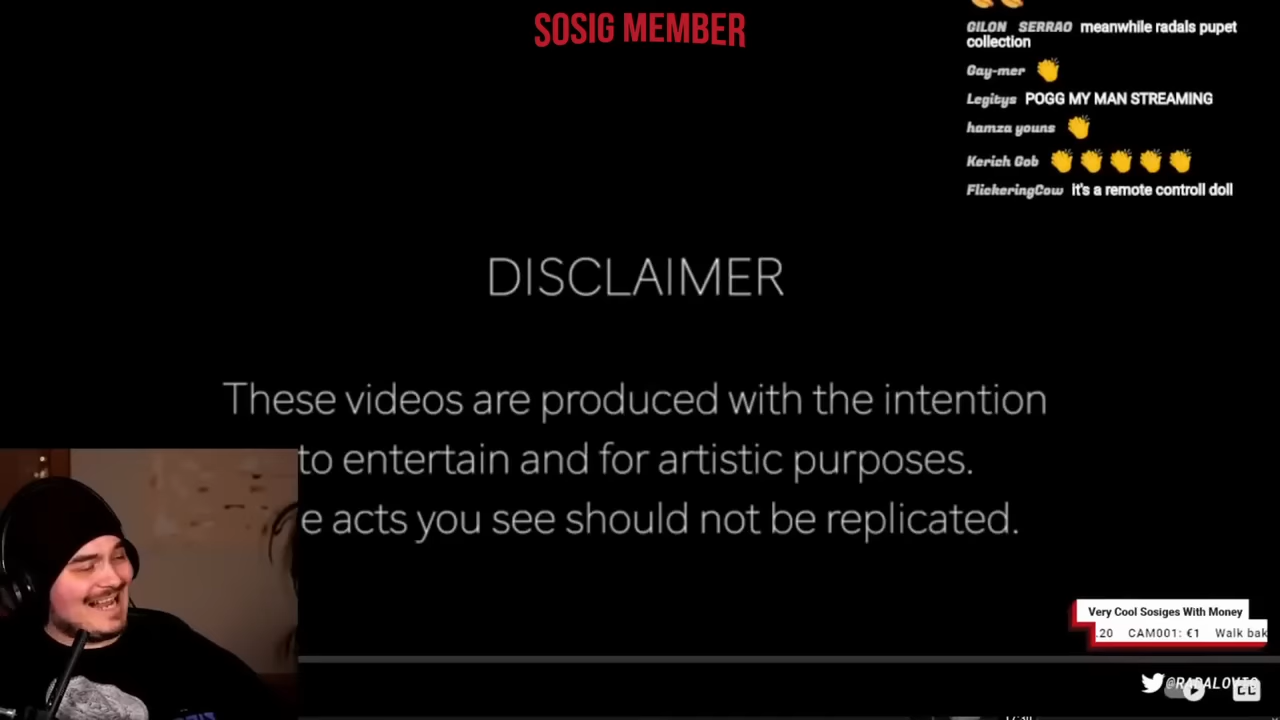 SOSIG MEMBER
GILON SERRAO meanwhile radals pupet
collection
Gay-mer
Legitys POGG MY MAN STREAMING
hamza youns
Kerich Gob
FlickeringCow it's a remote controll doll
DISCLAIMER
These videos are produced with the intention
to entertain and for artistic purposes.
e acts you see should not be replicated.
Very Cool Sosiges With Money
.20 CAM001: €1 Walk bak